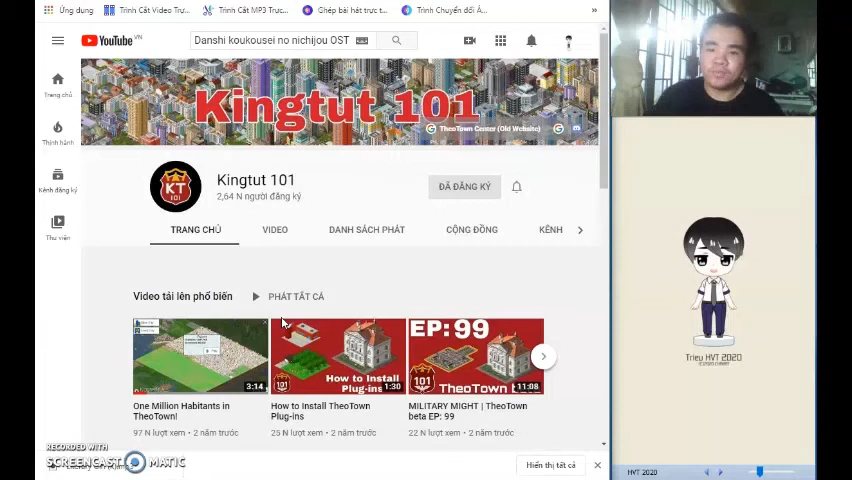 Ứng dụng
Trình Cắt Video Trự...
Trình Cắt MP3 Trực...
Ghép bài hát trực t...
Trình Chuyển đổi Â...
»
YouTube VN
Danshi koukousei no nichijou OST
Trang chủ
Thịnh hành
Kênh đăng ký
Thư viện
Kingtut 101
TheoTown Center (Old Website)
KT
101
Kingtut 101
2,64 N người đăng ký
ĐÃ ĐĂNG KÝ
TRANG CHỦ
VIDEO
DANH SÁCH PHÁT
CỘNG ĐỒNG
KÊNH
Video tải lên phổ biến
PHÁT TẤT CẢ
3:14
How to Install
Plug-ins
1:30
EP: 99
101
TheoTown
11:08
One Million Habitants in
TheoTown!
97 N lượt xem • 2 năm trước
How to Install TheoTown
Plug-ins
25 N lượt xem • 2 năm trước
MILITARY MIGHT | TheoTown
beta EP: 99
22 N lượt xem • 2 năm trước
RECORDED WITH
SCREENCAST MATIC
Hiển thị tất cả
Trieu HVT 2020
HVT 2020